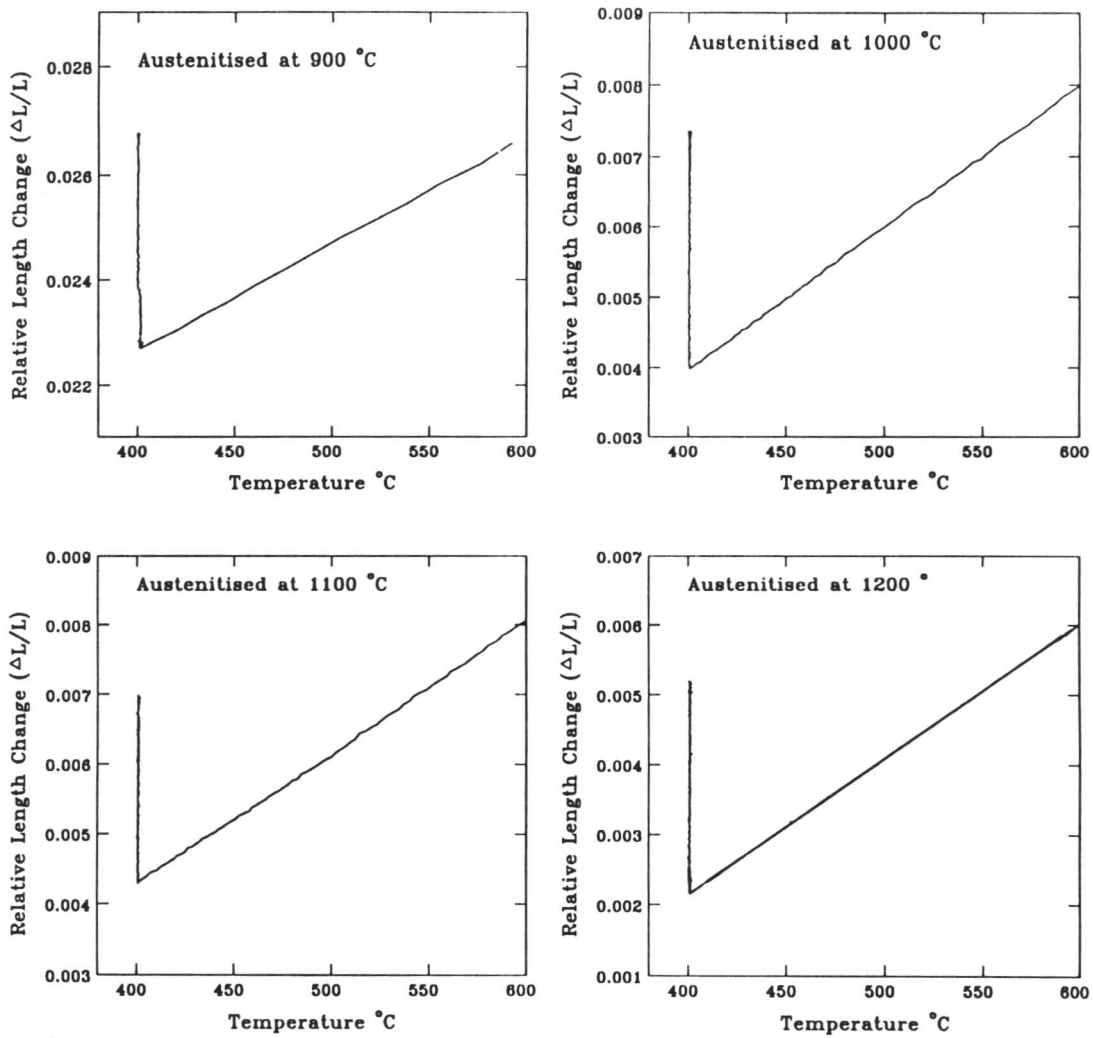 Austenitised at 900 °C
Relative Length Change (△L/L)
0.028
0.026
0.024
0.022
400 450 500 550 600
Temperature °C
Austenitised at 1000 °C
Relative Length Change (△L/L)
0.009
0.008
0.007
0.006
0.005
0.004
0.003
400 450 500 550 600
Temperature °C
Austenitised at 1100 °C
Relative Length Change (△L/L)
0.009
0.008
0.007
0.006
0.005
0.004
0.003
400 450 500 550 600
Temperature °C
Austenitised at 1200 °
Relative Length Change (△L/L)
0.007
0.006
0.005
0.004
0.003
0.002
0.001
400 450 500 550 600
Temperature °C